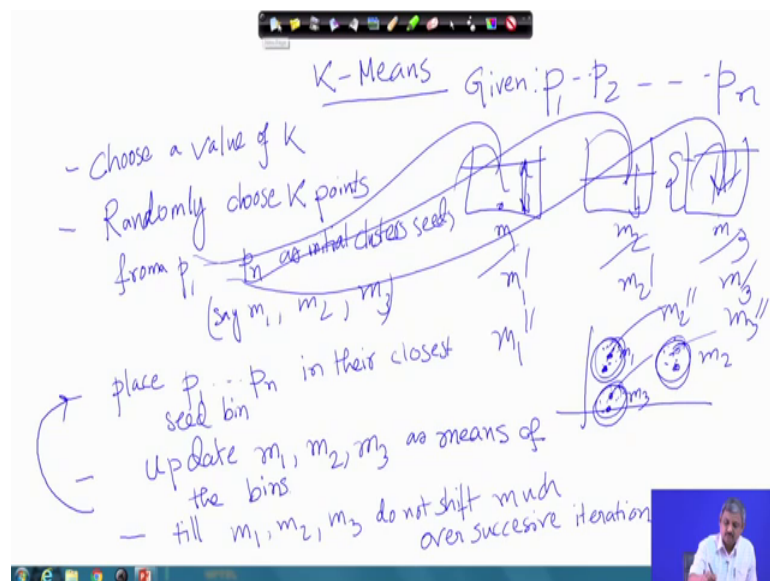 K-Means Given: p1 - p2 - - - - pn
- Choose a value of K
- Randomly choose K points
from a p1 - pn as initial clusters seeds
(say m1, m2, m3)
m1 m2 m3
m1' m2' m3'
m1''
m2'' m3''
m1 m2
m3
place p1...pn in their closest
seed bin
- update m1, m2, m3 as means of
the bins
- till m1, m2, m3 do not shift much
over succesive iteration